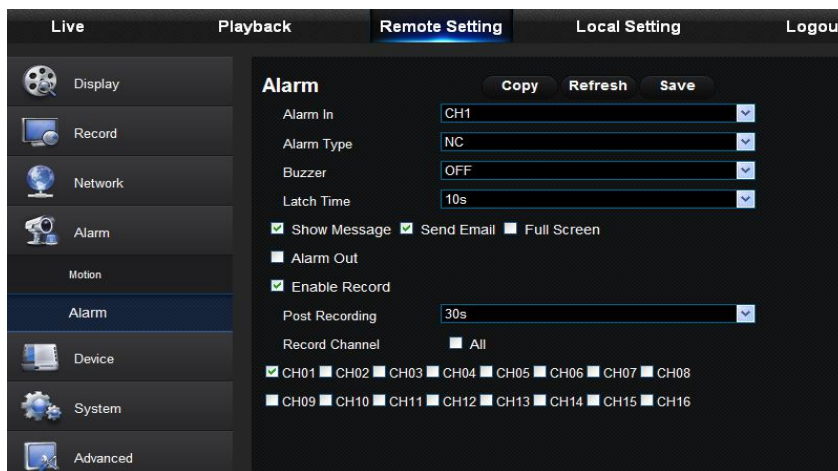 Live Playback Remote Setting Local Setting Logou
Display
Record
Network
Alarm
Motion
Alarm
Device
System
Advanced
Alarm Copy Refresh Save
Alarm In CH1
Alarm Type NC
Buzzer OFF
Latch Time 10s
Show Message Send Email Full Screen
Alarm Out
Enable Record
Post Recording 30s
Record Channel All
CH01 CH02 CH03 CH04 CH05 CH06 CH07 CH08
CH09 CH10 CH11 CH12 CH13 CH14 CH15 CH16